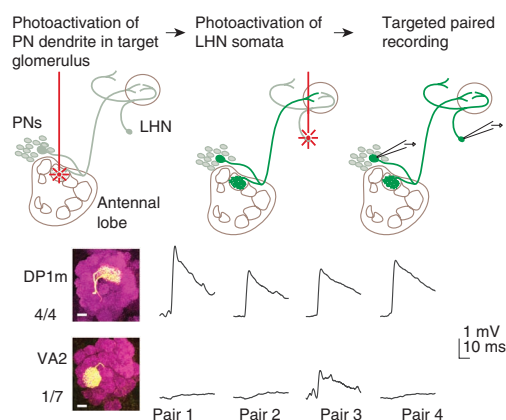 Photoactivation of
PN dendrite in target
glomerulus
Photoactivation of
LHN somata
Targeted paired
recording
PNs
LHN
Antennal
lobe
DP1m
4/4
VA2
1/7
1 mV
10 ms
Pair 1
Pair 2
Pair 3
Pair 4